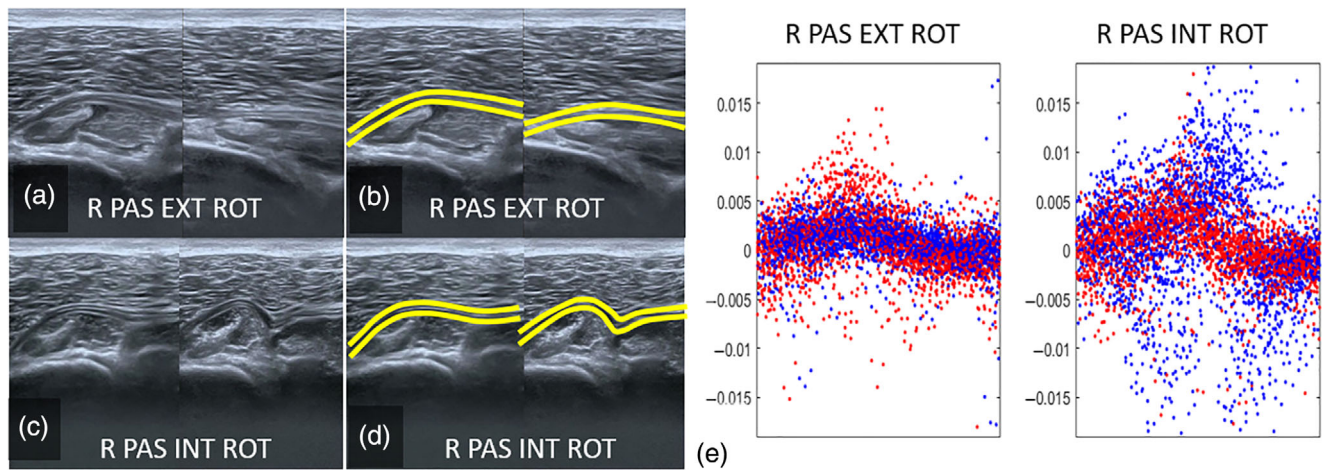 (a)
R PAS EXT ROT
(b)
R PAS EXT ROT
(c)
R PAS INT ROT
(d)
R PAS INT ROT
(e)
R PAS EXT ROT
0.015
0.01
0.005
0
−0.005
−0.01
−0.015
R PAS INT ROT
0.015
0.01
0.005
0
−0.005
−0.01
−0.015